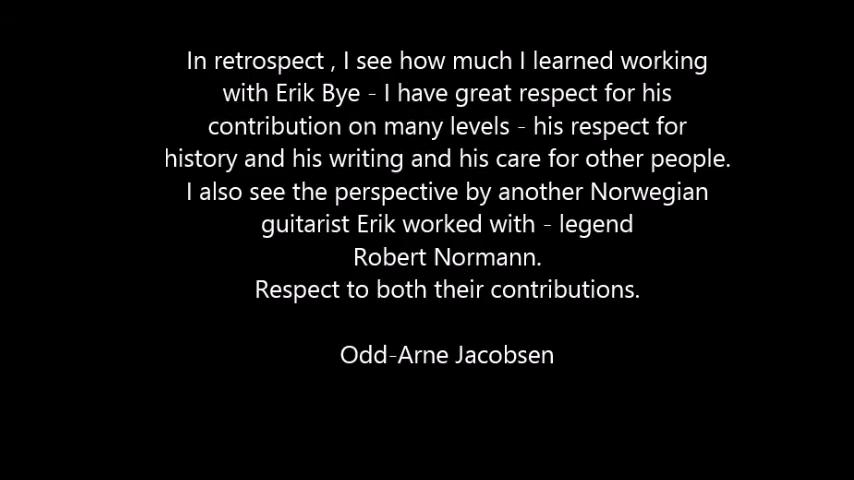 In retrospect , I see how much I learned working
with Erik Bye - I have great respect for his
contribution on many levels - his respect for
history and his writing and his care for other people.
I also see the perspective by another Norwegian
guitarist Erik worked with - legend
Robert Normann.
Respect to both their contributions.
Odd-Arne Jacobsen